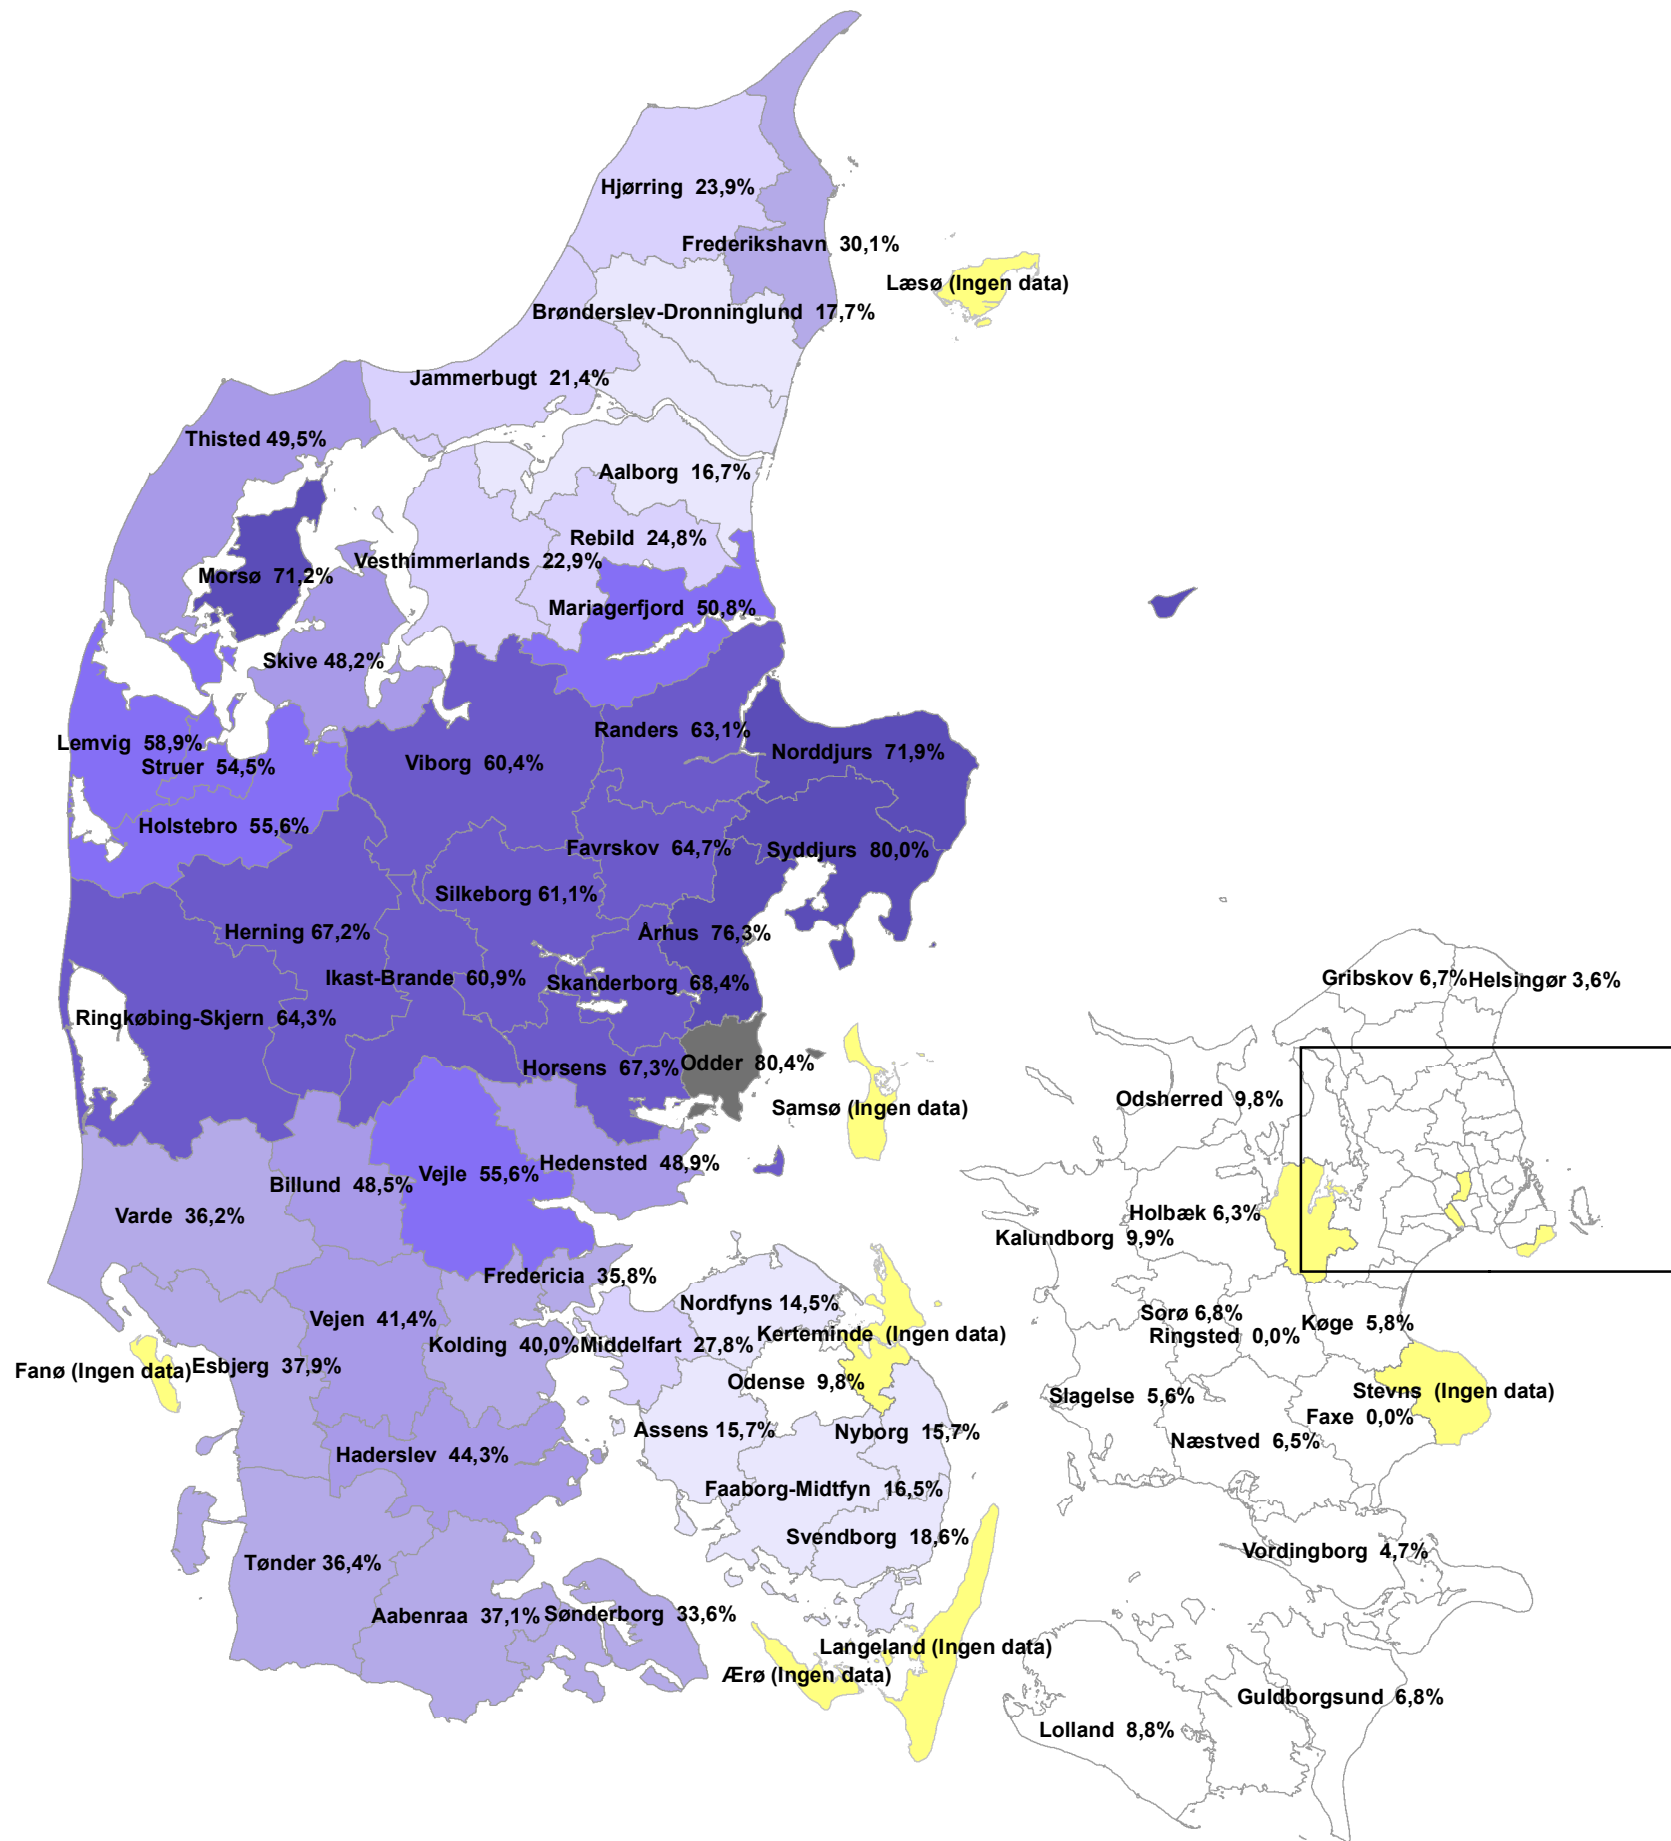 Hjørring 23,9%
Frederikshavn 30,1%
Læsø (Ingen data)
Brønderslev-Dronninglund 17,7%
Jammerbugt 21,4%
Thisted 49,5%
Aalborg 16,7%
Rebild 24,8%
Vesthimmerlands 22,9%
Morsø 71,2%
Mariagerfjord 50,8%
Skive 48,2%
Randers 63,1%
Lemvig 58,9%
Norddjurs 71,9%
Struer 54,5%
Viborg 60,4%
Holstebro 55,6%
Favrskov 64,7%
Syddjurs 80,0%
Silkeborg 61,1%
Herning 67,2%
Århus 76,3%
Ikast-Brande 60,9%
Skanderborg 68,4%
Gribskov 6,7%
Helsingør 3,6%
Ringkøbing-Skjern 64,3%
Horsens 67,3%
Odder 80,4%
Odsherred 9,8%
Samsø (Ingen data)
Hedensted 48,9%
Vejle 55,6%
Billund 48,5%
Varde 36,2%
Holbæk 6,3%
Kalundborg 9,9%
Fredericia 35,8%
Nordfyns 14,5%
Vejen 41,4%
Sorø 6,8%
Køge 5,8%
Kolding 40,0%
Middelfart 27,8%
Kerteminde (Ingen data)
Ringsted 0,0%
Fanø (Ingen data)
Esbjerg 37,9%
Odense 9,8%
Slagelse 5,6%
Stevns (Ingen data)
Faxe 0,0%
Assens 15,7%
Nyborg 15,7%
Næstved 6,5%
Haderslev 44,3%
Faaborg-Midtfyn 16,5%
Svendborg 18,6%
Vordingborg 4,7%
Tønder 36,4%
Aabenraa 37,1%
Sønderborg 33,6%
Langeland (Ingen data)
Ærø (Ingen data)
Guldborgsund 6,8%
Lolland 8,8%